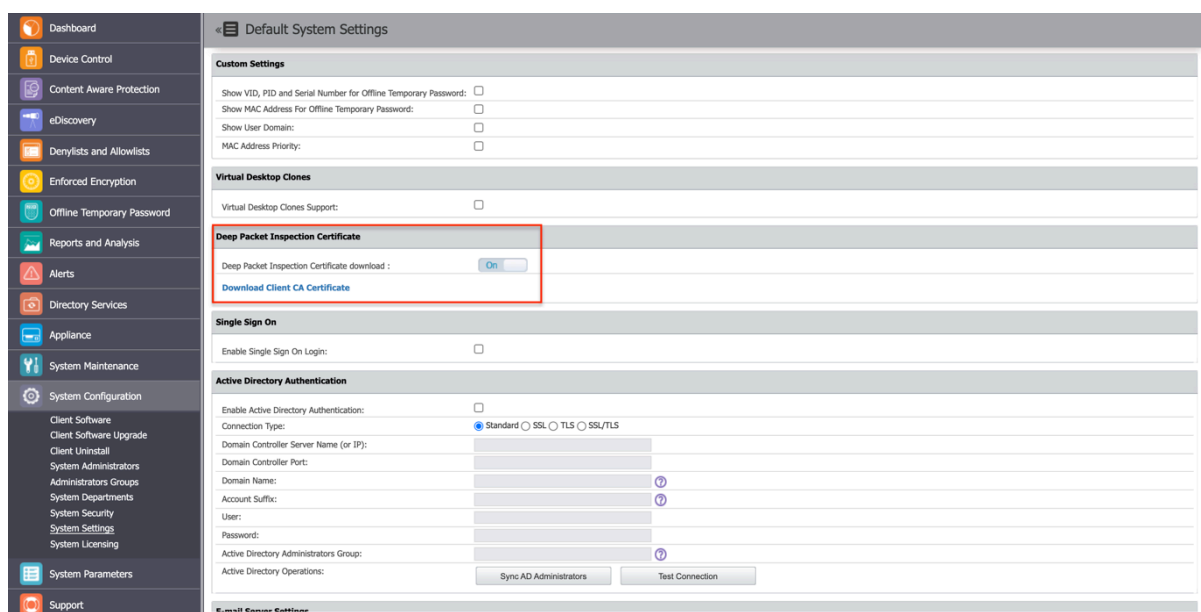 Dashboard
Device Control
Content Aware Protection
eDiscovery
Denylists and Allowlists
Enforced Encryption
Offline Temporary Password
Reports and Analysis
Alerts
Directory Services
Appliance
System Maintenance
System Configuration
Client Software
Client Software Upgrade
Client Uninstall
System Administrators
Administrators Groups
System Departments
System Security
System Settings
System Licensing
System Parameters
Support
Default System Settings
Custom Settings
Show VID, PID and Serial Number for Offline Temporary Password:
Show MAC Address For Offline Temporary Password:
Show User Domain:
MAC Address Priority:
Virtual Desktop Clones
Virtual Desktop Clones Support:
Deep Packet Inspection Certificate
Deep Packet Inspection Certificate download : On
Download Client CA Certificate
Single Sign On
Enable Single Sign On Login:
Active Directory Authentication
Enable Active Directory Authentication:
Connection Type: Standard SSL TLS SSL/TLS
Domain Controller Server Name (or IP):
Domain Controller Port:
Domain Name: ?
Account Suffix: ?
User:
Password:
Active Directory Administrators Group: ?
Active Directory Operations: Sync AD Administrators Test Connection
E-mail Server Settings